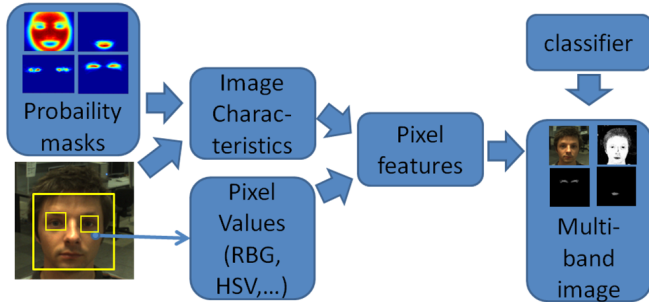 Probaility
masks
Image
Charac-
teristics
Pixel
Values
(RBG,
HSV,...)
Pixel
features
classifier
Multi-
band
image